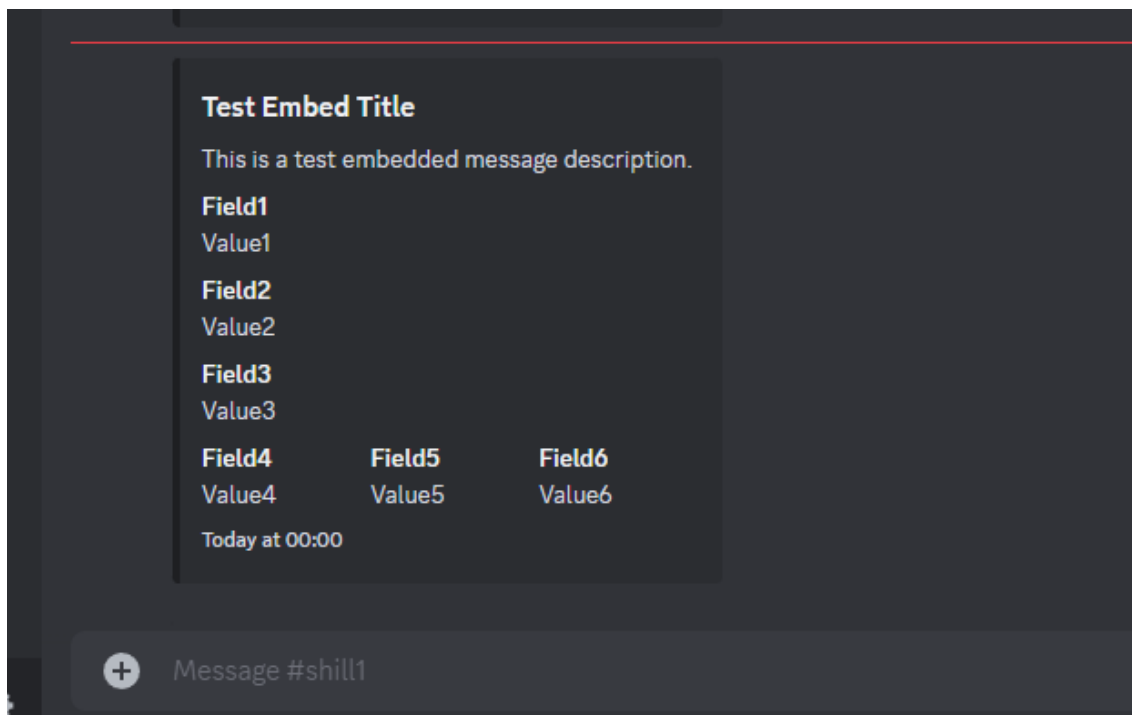 Test Embed Title
This is a test embedded message description.
Field1
Value1
Field2
Value2
Field3
Value3
Field4 Field5 Field6
Value4 Value5 Value6
Today at 00:00
Message #shill1